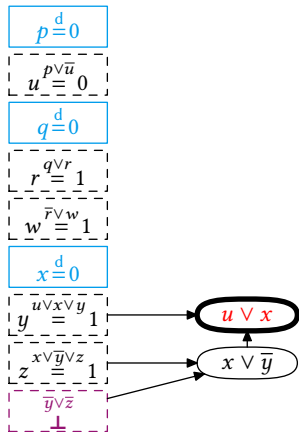 p d= 0
u p∨u̅= 0
q d= 0
r q∨r= 1
w r̅∨w= 1
x d= 0
y u∨x∨y= 1
u ∨ x
z x∨y̅∨z= 1
x ∨ y̅
y̅∨z̅
⊥